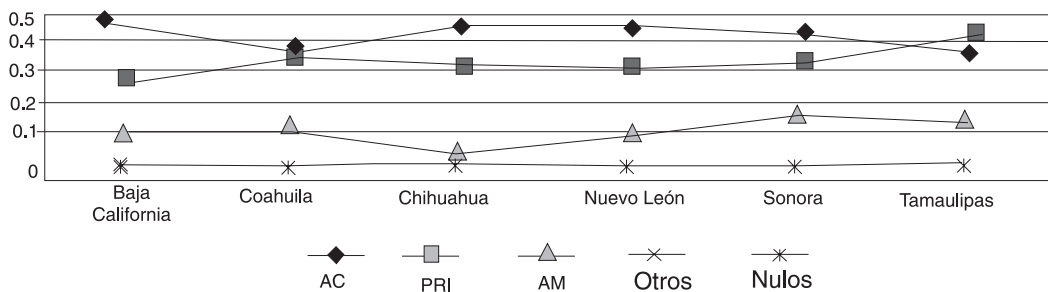 0.5
0.4
0.3
0.2
0.1
0
Baja
California
Coahuila
Chihuahua
Nuevo León
Sonora
Tamaulipas
AC
PRI
AM
Otros
Nulos